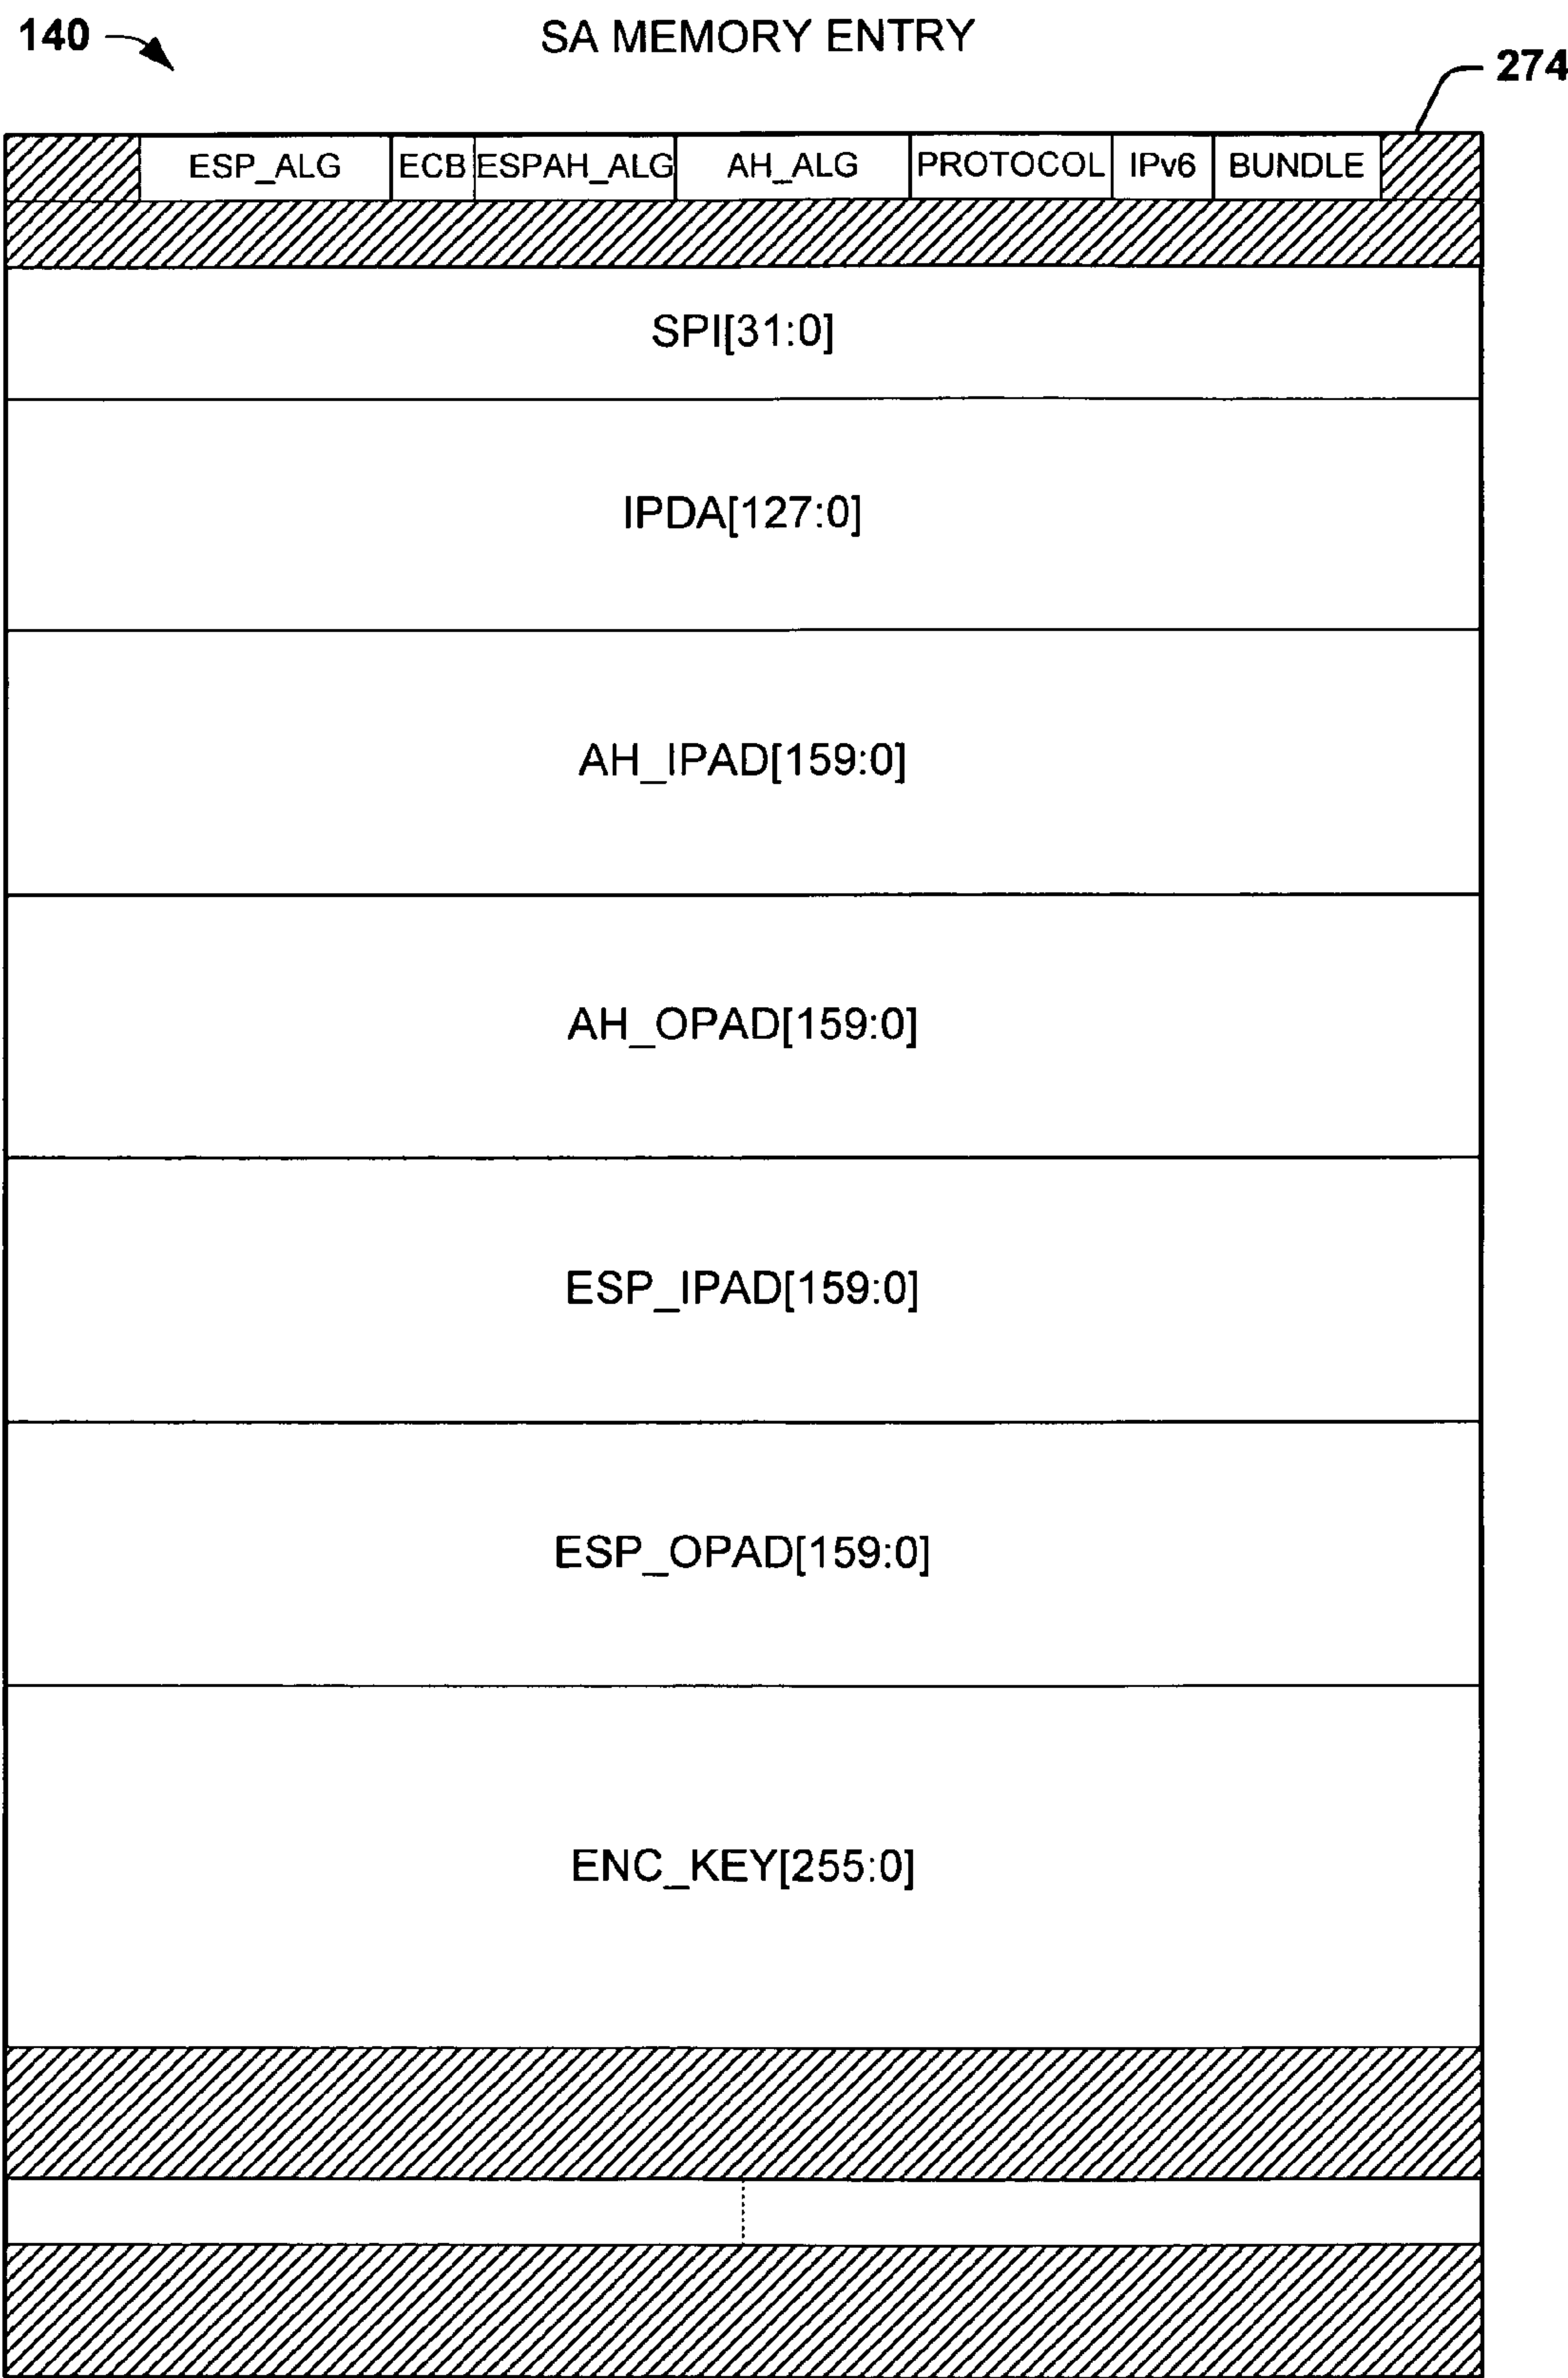 140 SA MEMORY ENTRY
274
ESP_ALG ECB ESPAH_ALG AH_ALG PROTOCOL IPv6 BUNDLE
SPI[31:0]
IPDA[127:0]
AH_IPAD[159:0]
AH_OPAD[159:0]
ESP_IPAD[159:0]
ESP_OPAD[159:0]
ENC_KEY[255:0]